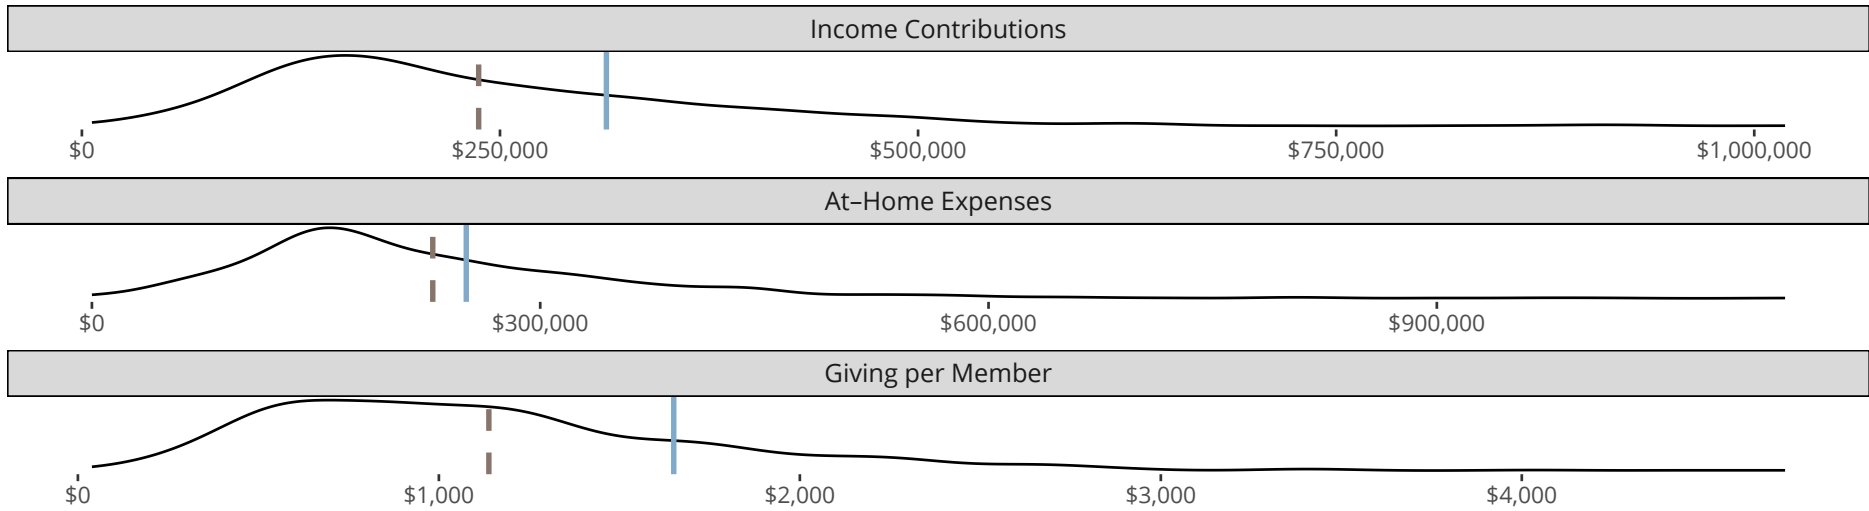 Income Contributions
$0 $250,000 $500,000 $750,000 $1,000,000
At–Home Expenses
$0 $300,000 $600,000 $900,000
Giving per Member
$0 $1,000 $2,000 $3,000 $4,000